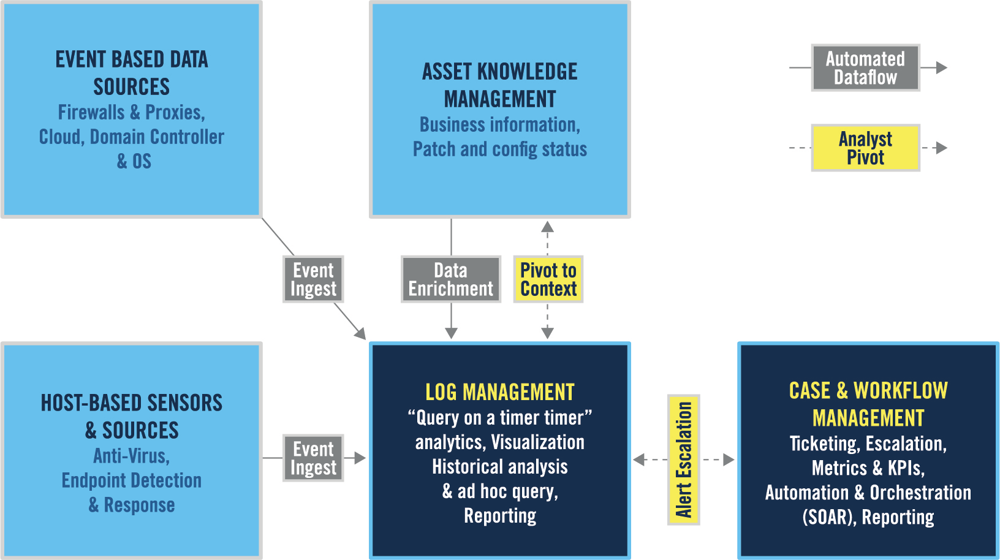 EVENT BASED DATA
SOURCES
Firewalls & Proxies,
Cloud, Domain Controller
& OS
ASSET KNOWLEDGE
MANAGEMENT
Business information,
Patch and config status
Automated
Dataflow
Analyst
Pivot
Event
Ingest
Data
Enrichment
Pivot to
Context
HOST-BASED SENSORS
& SOURCES
Anti-Virus,
Endpoint Detection
& Response
Event
Ingest
LOG MANAGEMENT
“Query on a timer timer”
analytics, Visualization
Historical analysis
& ad hoc query,
Reporting
Alert Escalation
CASE & WORKFLOW
MANAGEMENT
Ticketing, Escalation,
Metrics & KPIs,
Automation & Orchestration
(SOAR), Reporting